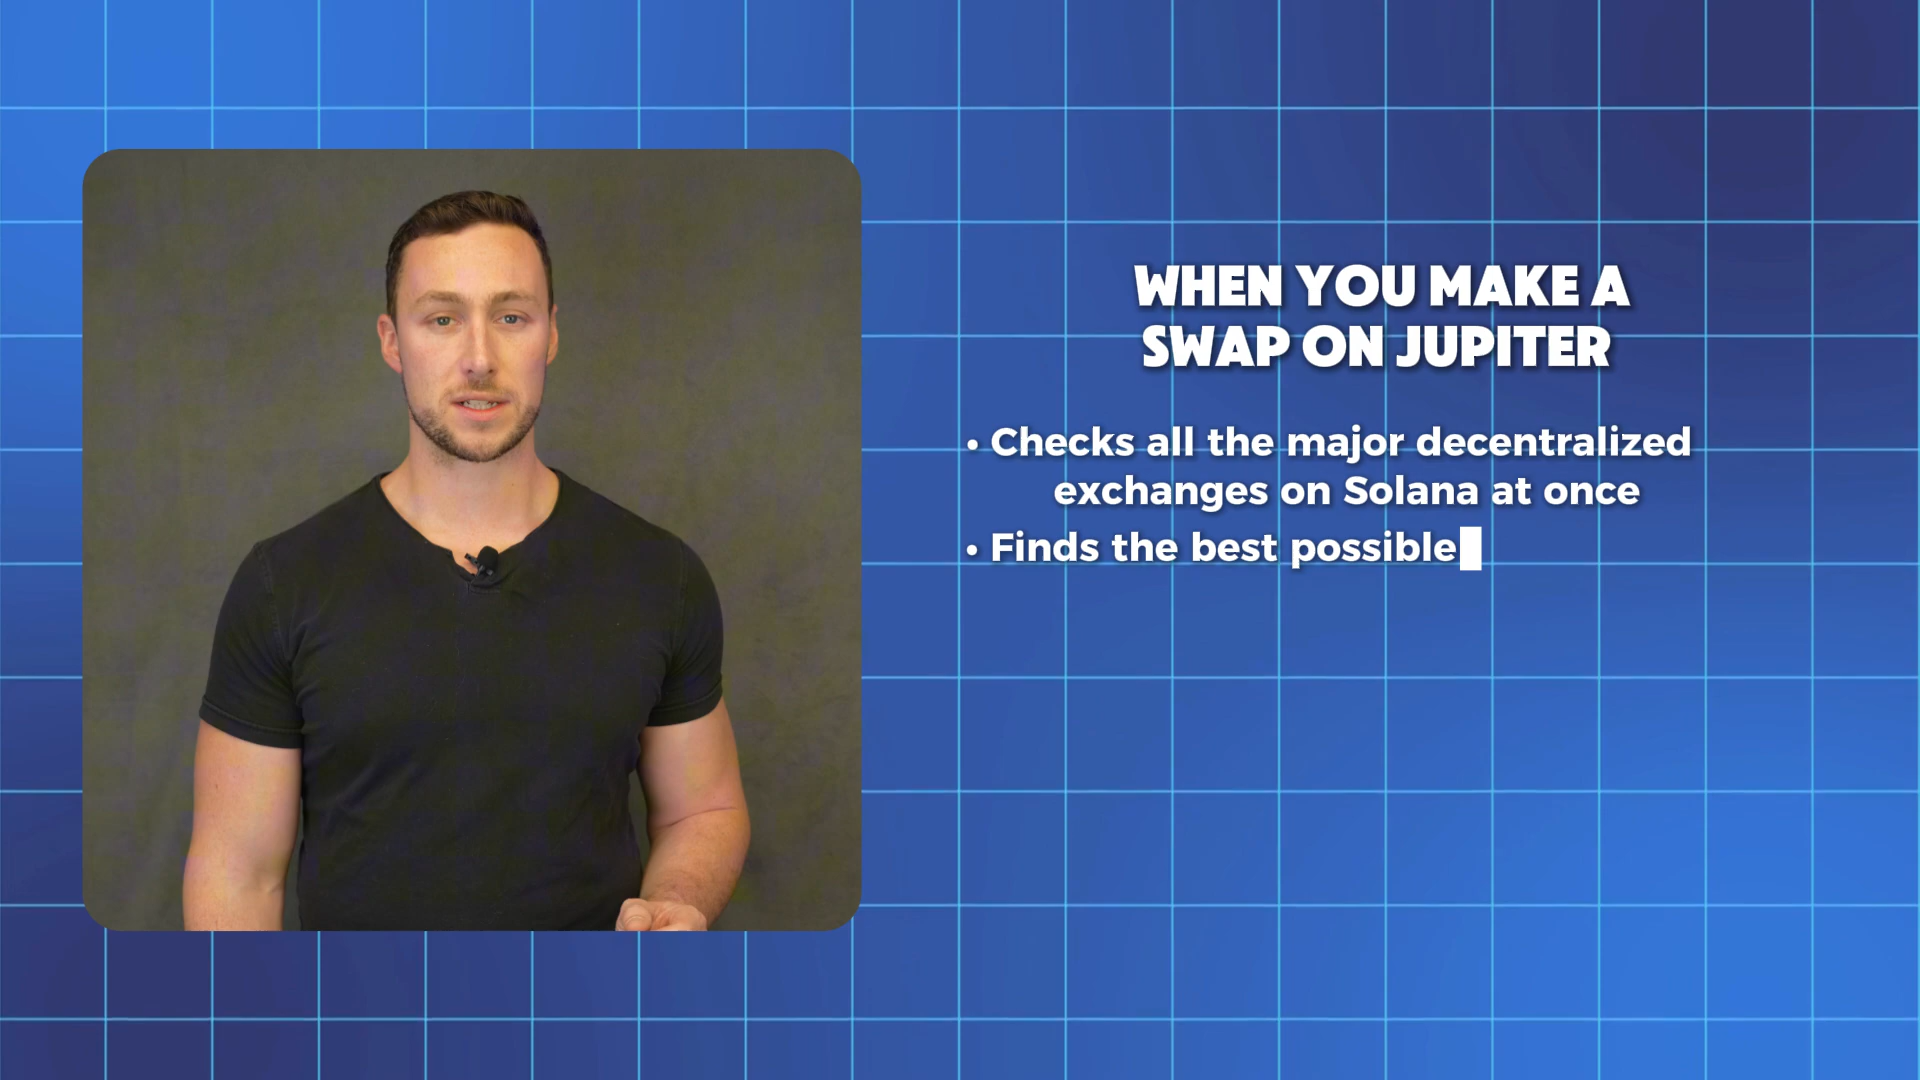 WHEN YOU MAKE A
SWAP ON JUPITER
• Checks all the major decentralized
exchanges on Solana at once
• Finds the best possible